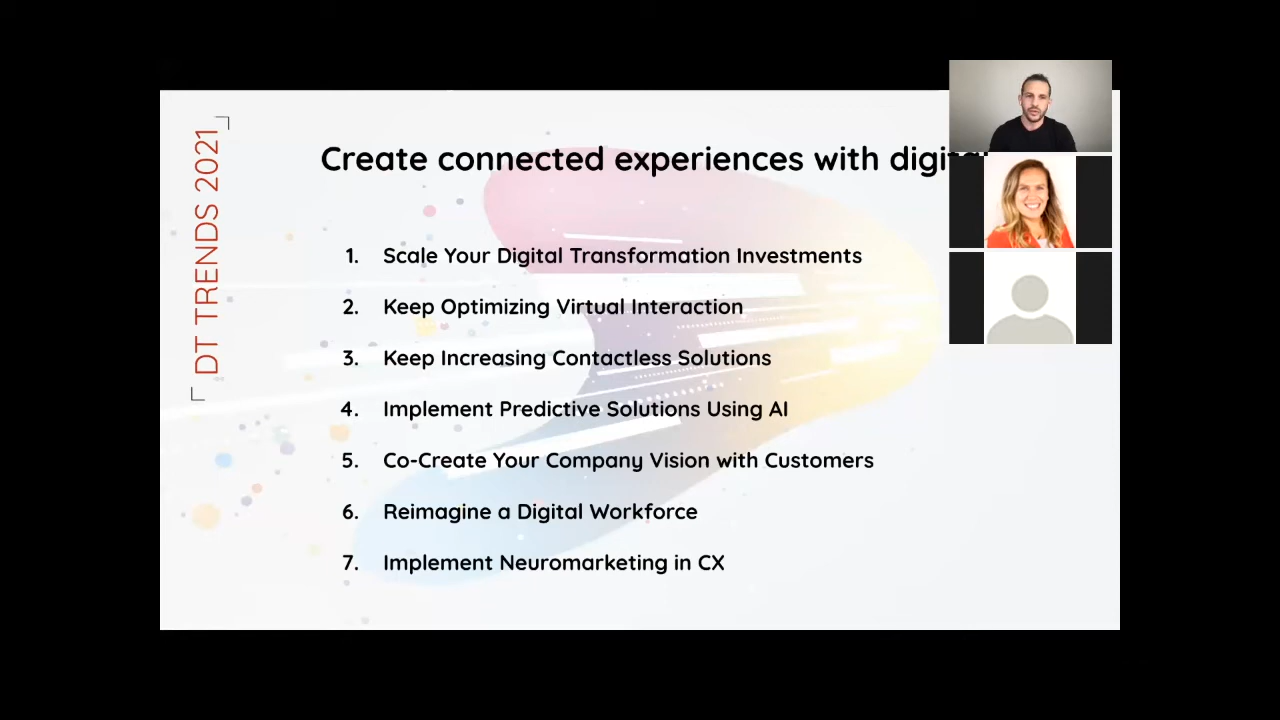 DT TRENDS 2021
Create connected experiences with digital
1. Scale Your Digital Transformation Investments
2. Keep Optimizing Virtual Interaction
3. Keep Increasing Contactless Solutions
4. Implement Predictive Solutions Using AI
5. Co-Create Your Company Vision with Customers
6. Reimagine a Digital Workforce
7. Implement Neuromarketing in CX